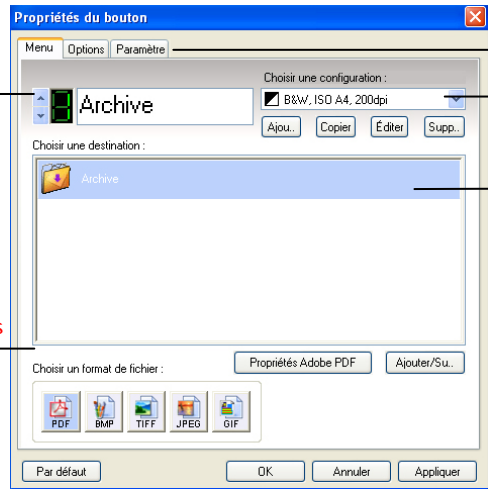 Propriétés du bouton
Menu Options Paramètre
Choisir une configuration :
3 Archive
B&W, ISO A4, 200dpi
Ajou.. Copier Éditer Supp..
Choisir une destination :
Archive
s
Choisir un format de fichier :
Propriétés Adobe PDF Ajouter/Su..
PDF BMP TIFF JPEG GIF
Par défaut OK Annuler Appliquer